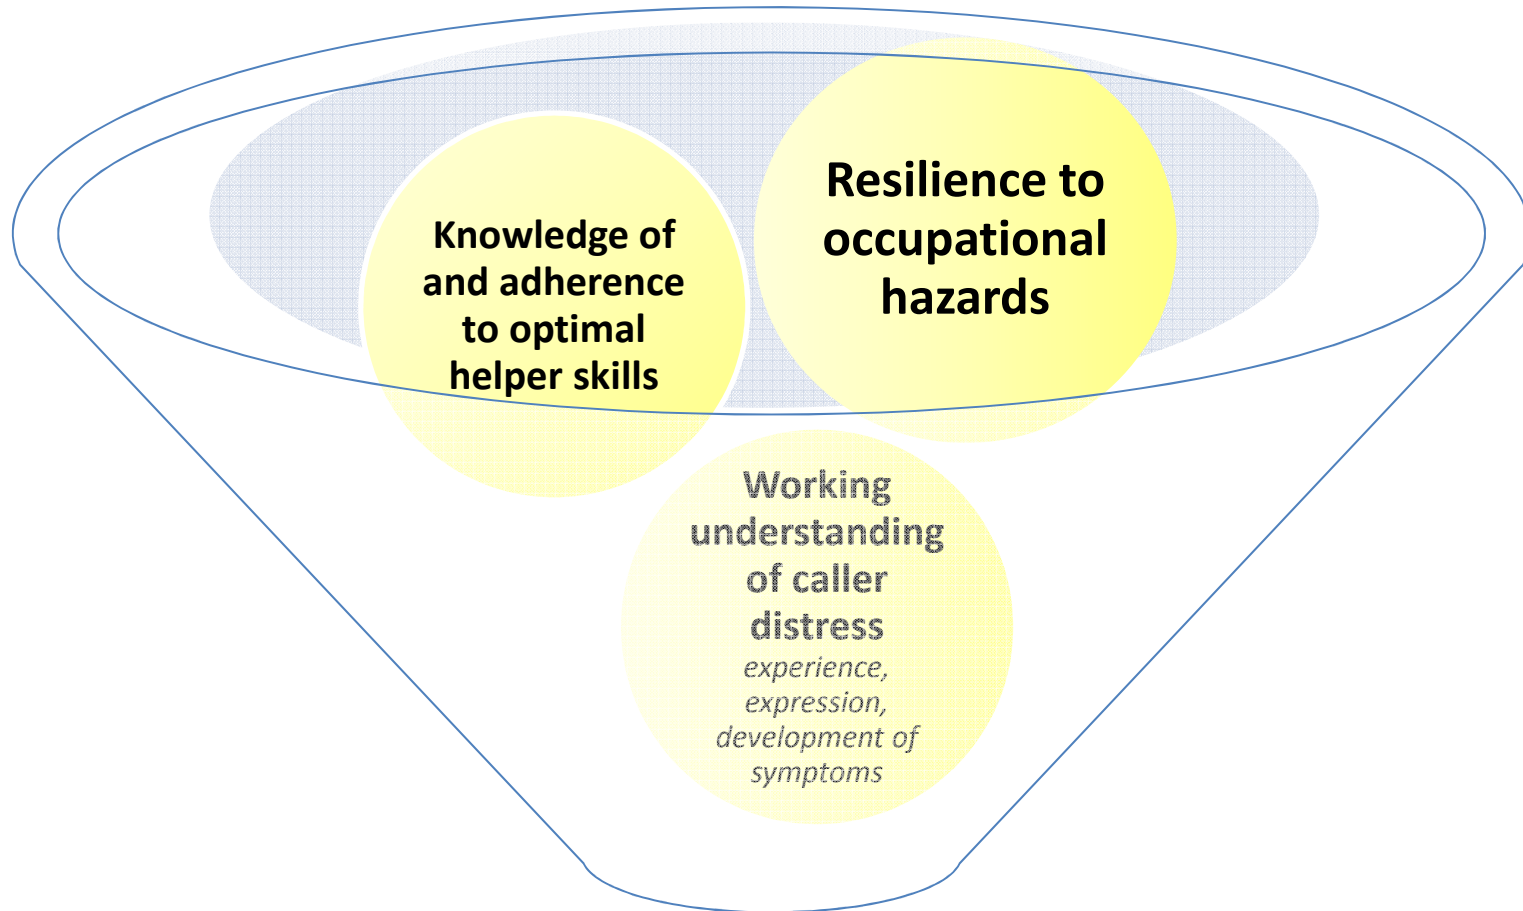 Knowledge of
and adherence
to optimal
helper skills
Resilience to
occupational
hazards
Working
understanding
of caller
distress
experience,
expression,
development of
symptoms